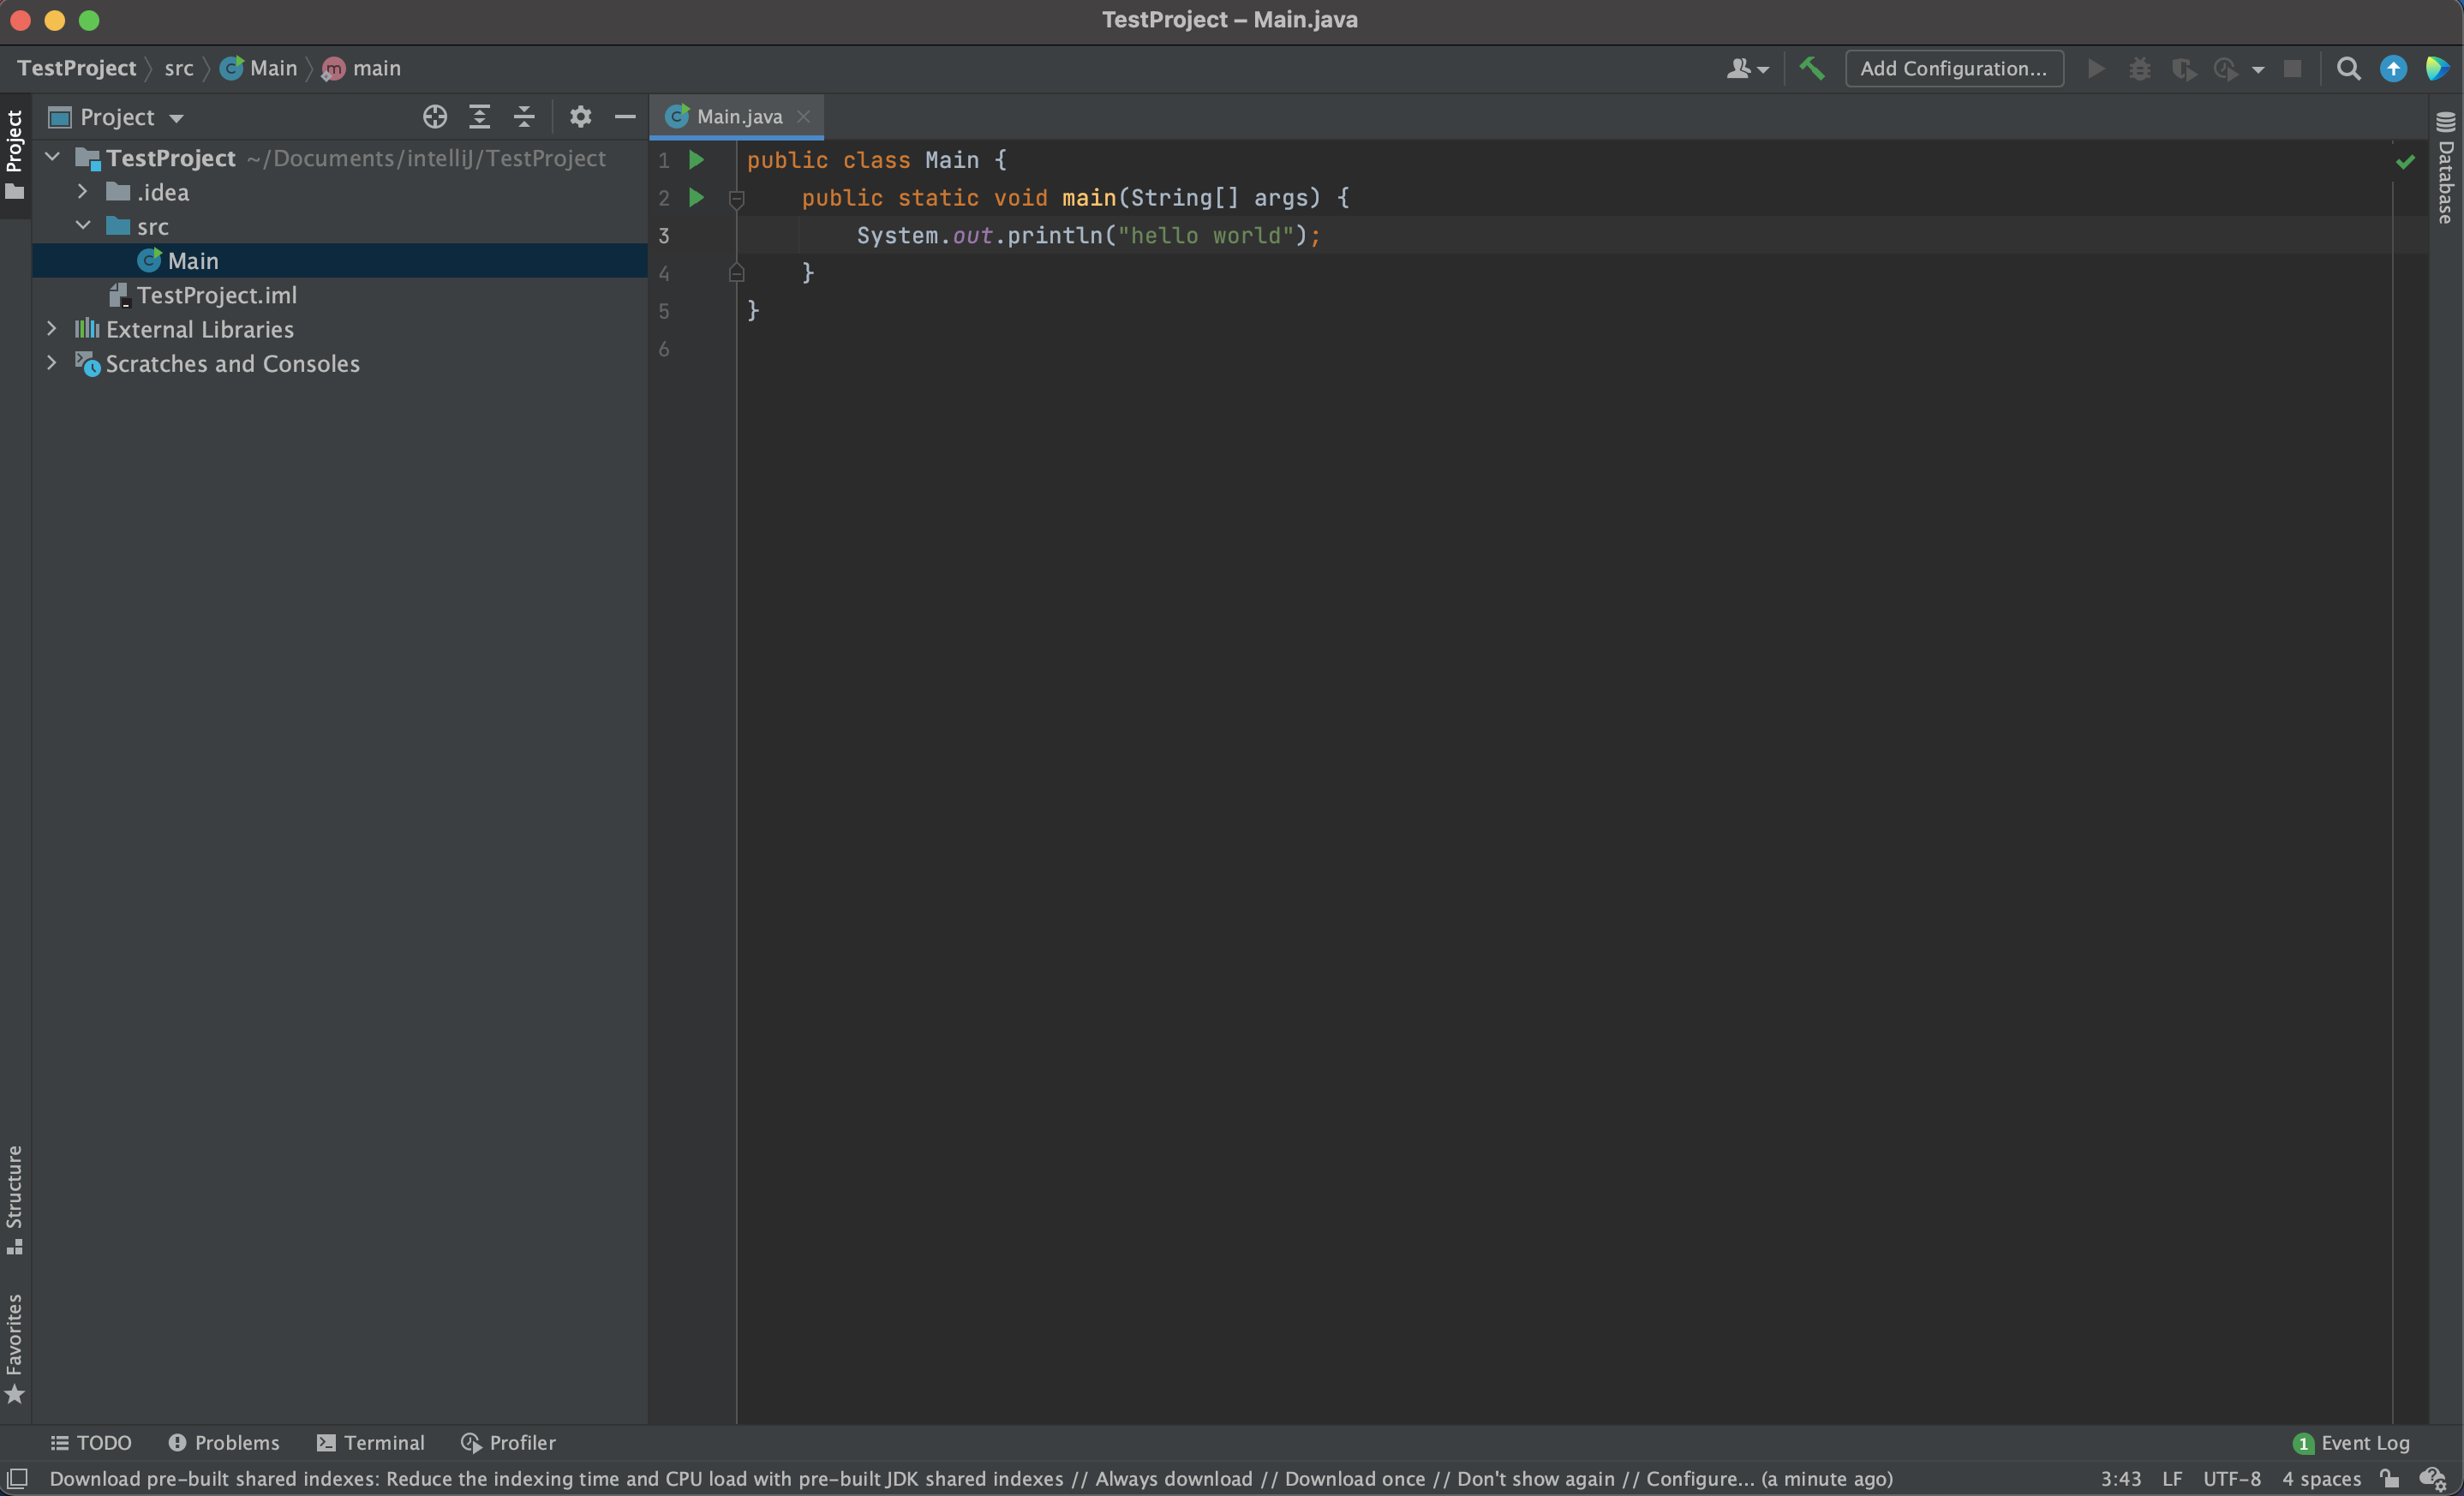 TestProject – Main.java
TestProject src Main main
Add Configuration...
Project
Project
TestProject ~/Documents/intelliJ/TestProject
.idea
src
Main
TestProject.iml
External Libraries
Scratches and Consoles
Structure
Favorites
Main.java
1 public class Main {
2 public static void main(String[] args) {
3 System.out.println("hello world");
4 }
5 }
6
Database
TODO Problems Terminal Profiler
1 Event Log
Download pre-built shared indexes: Reduce the indexing time and CPU load with pre-built JDK shared indexes // Always download // Download once // Don't show again // Configure... (a minute ago)
3:43 LF UTF-8 4 spaces